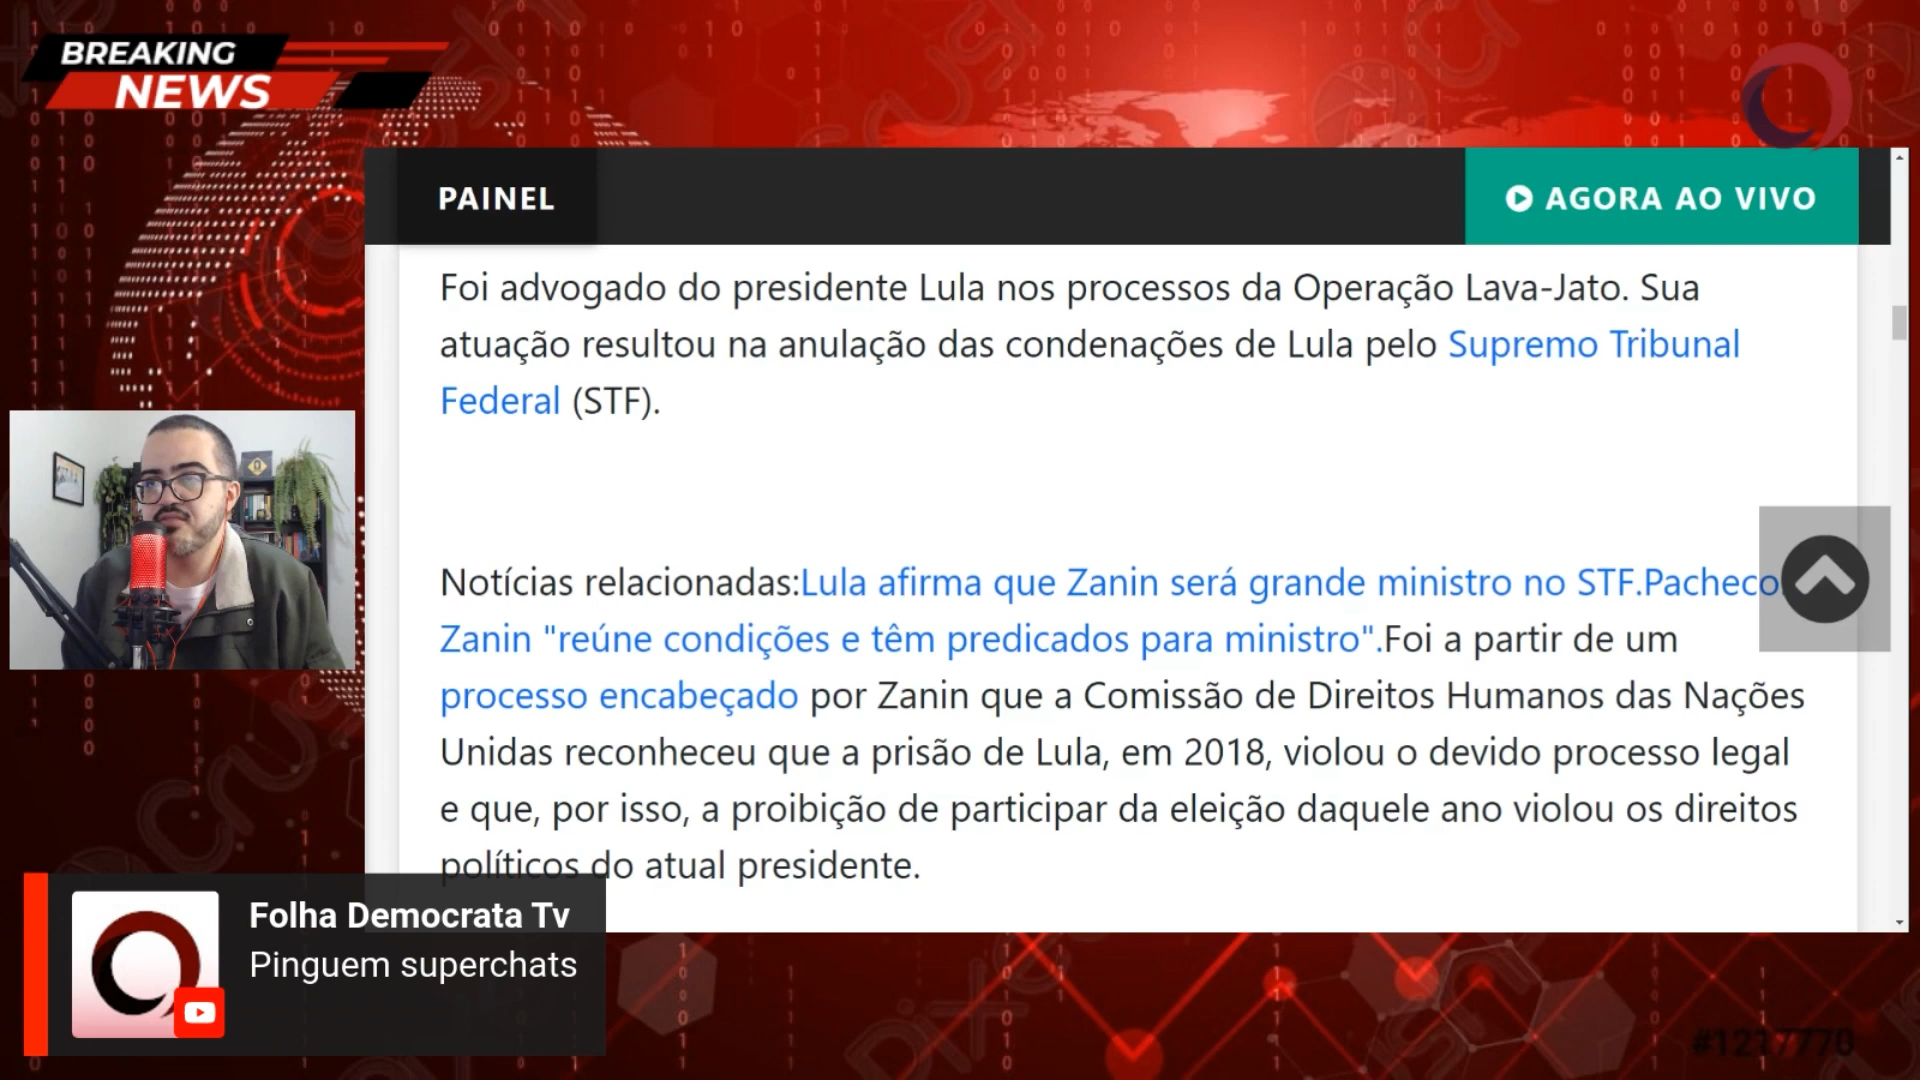 BREAKING
NEWS
PAINEL
AGORA AO VIVO
Foi advogado do presidente Lula nos processos da Operação Lava-Jato. Sua
atuação resultou na anulação das condenações de Lula pelo Supremo Tribunal
Federal (STF).
Notícias relacionadas:Lula afirma que Zanin será grande ministro no STF.Pacheco
Zanin "reúne condições e têm predicados para ministro".Foi a partir de um
processo encabeçado por Zanin que a Comissão de Direitos Humanos das Nações
Unidas reconheceu que a prisão de Lula, em 2018, violou o devido processo legal
e que, por isso, a proibição de participar da eleição daquele ano violou os direitos
políticos do atual presidente.
Folha Democrata Tv
Pinguem superchats